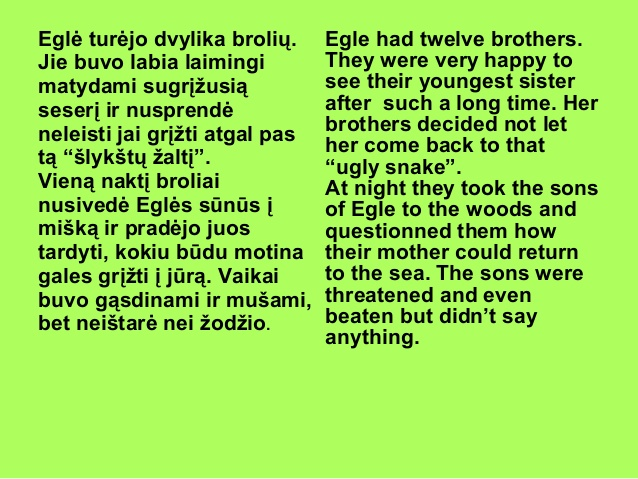 Eglė turėjo dvylika brolių.
Jie buvo labia laimingi
matydami sugrįžusią
seserį ir nusprendė
neleisti jai grįžti atgal pas
tą “šlykštų žaltį”.
Vieną naktį broliai
nusivedė Eglės sūnūs į
mišką ir pradėjo juos
tardyti, kokiu būdu motina
gales grįžti į jūrą. Vaikai
buvo gąsdinami ir mušami,
bet neištarė nei žodžio.
Egle had twelve brothers.
They were very happy to
see their youngest sister
after such a long time. Her
brothers decided not let
her come back to that
“ugly snake”.
At night they took the sons
of Egle to the woods and
questionned them how
their mother could return
to the sea. The sons were
threatened and even
beaten but didn’t say
anything.